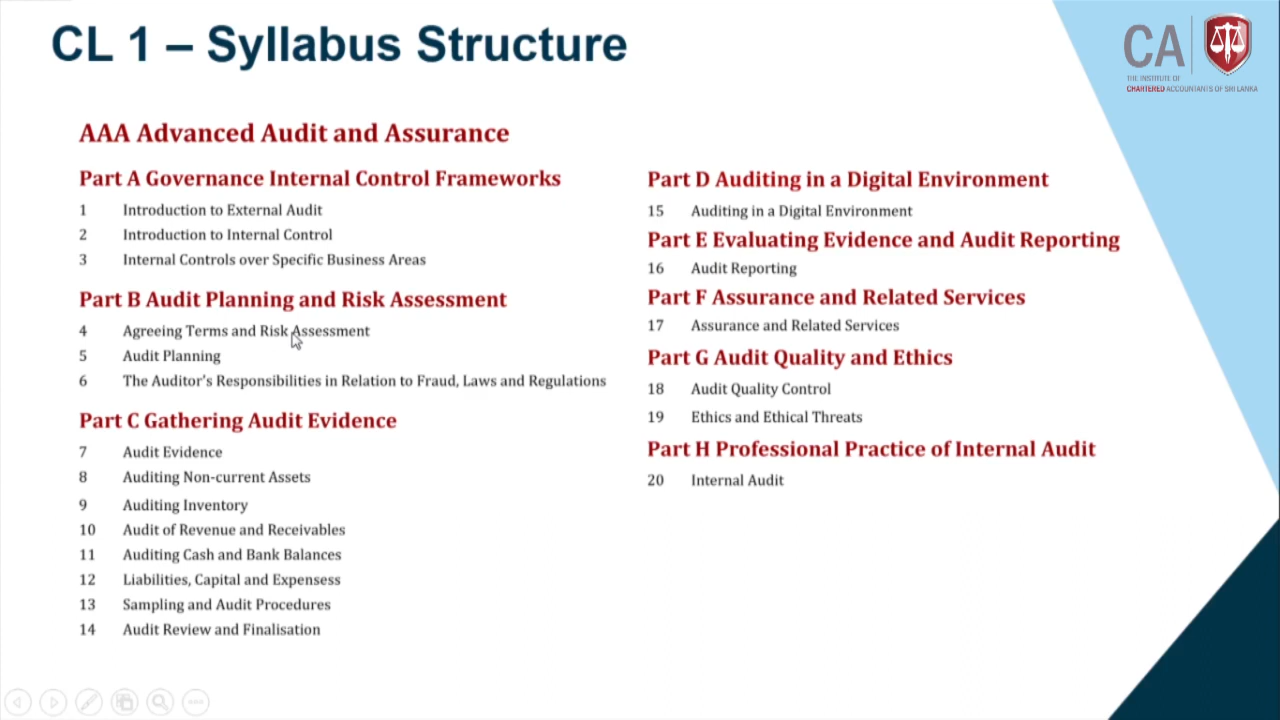 CL 1 – Syllabus Structure
CA
THE INSTITUTE OF
CHARTERED ACCOUNTANTS OF SRI LANKA
AAA Advanced Audit and Assurance
Part A Governance Internal Control Frameworks
1 Introduction to External Audit
2 Introduction to Internal Control
3 Internal Controls over Specific Business Areas
Part B Audit Planning and Risk Assessment
4 Agreeing Terms and Risk Assessment
5 Audit Planning
6 The Auditor's Responsibilities in Relation to Fraud, Laws and Regulations
Part C Gathering Audit Evidence
7 Audit Evidence
8 Auditing Non-current Assets
9 Auditing Inventory
10 Audit of Revenue and Receivables
11 Auditing Cash and Bank Balances
12 Liabilities, Capital and Expensess
13 Sampling and Audit Procedures
14 Audit Review and Finalisation
Part D Auditing in a Digital Environment
15 Auditing in a Digital Environment
Part E Evaluating Evidence and Audit Reporting
16 Audit Reporting
Part F Assurance and Related Services
17 Assurance and Related Services
Part G Audit Quality and Ethics
18 Audit Quality Control
19 Ethics and Ethical Threats
Part H Professional Practice of Internal Audit
20 Internal Audit